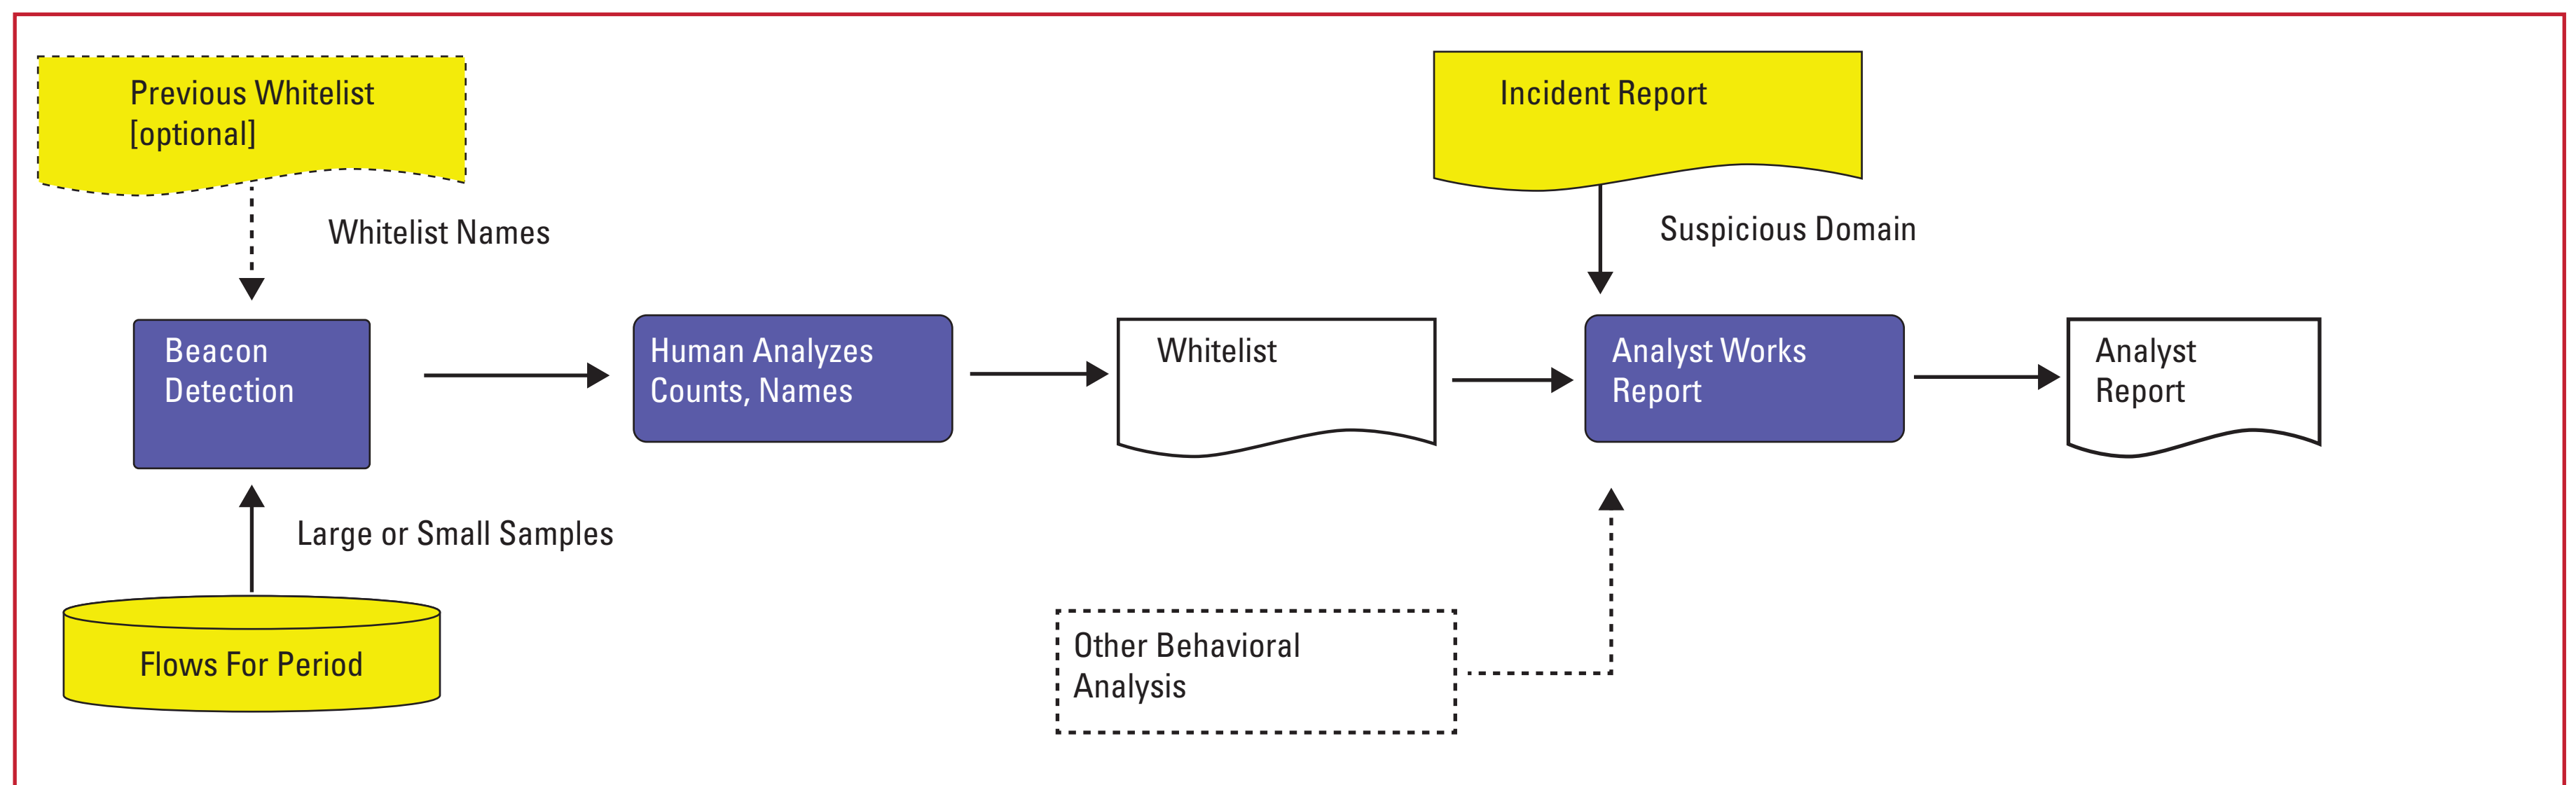 Previous Whitelist
[optional]
Incident Report
Whitelist Names
Suspicious Domain
Beacon
Detection
Human Analyzes
Counts, Names
Whitelist
Analyst Works
Report
Analyst
Report
Large or Small Samples
Flows For Period
Other Behavioral
Analysis